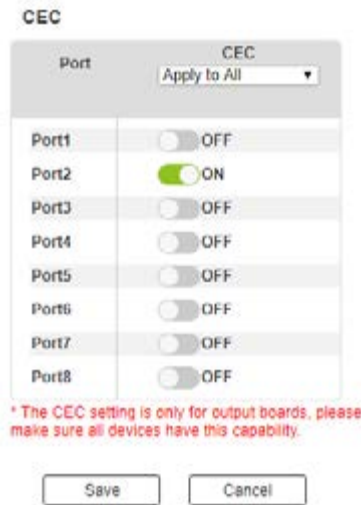 CEC
Port CEC
Apply to All
Port1 OFF
Port2 ON
Port3 OFF
Port4 OFF
Port5 OFF
Port6 OFF
Port7 OFF
Port8 OFF
* The CEC setting is only for output boards, please
make sure all devices have this capability.
Save Cancel